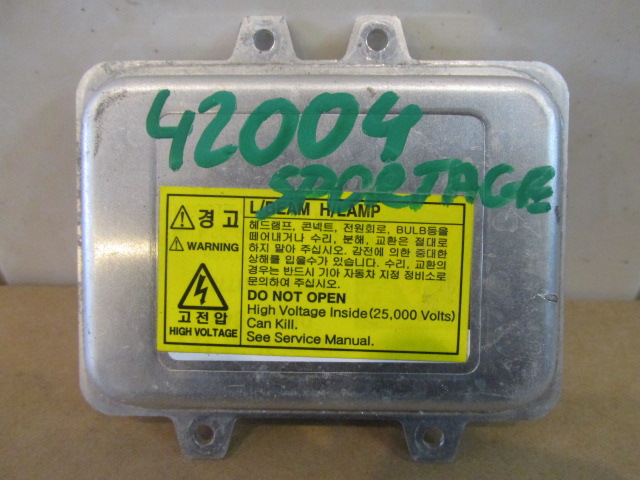 42004
SPORTAGE
L/BEAM H/LAMP
경고
WARNING
고전압
HIGH VOLTAGE
헤드램프, 콘넥트, 전원회로, BULB등을
떼어내거나 수리, 분해, 교환은 절대로
하지 말아 주십시오. 감전에 의한 중대한
상해를 입을수가 있습니다. 수리, 교환의
경우는 반드시 기아 자동차 지정 정비소로
문의하여 주십시오.
DO NOT OPEN
High Voltage Inside(25,000 Volts)
Can Kill.
See Service Manual.